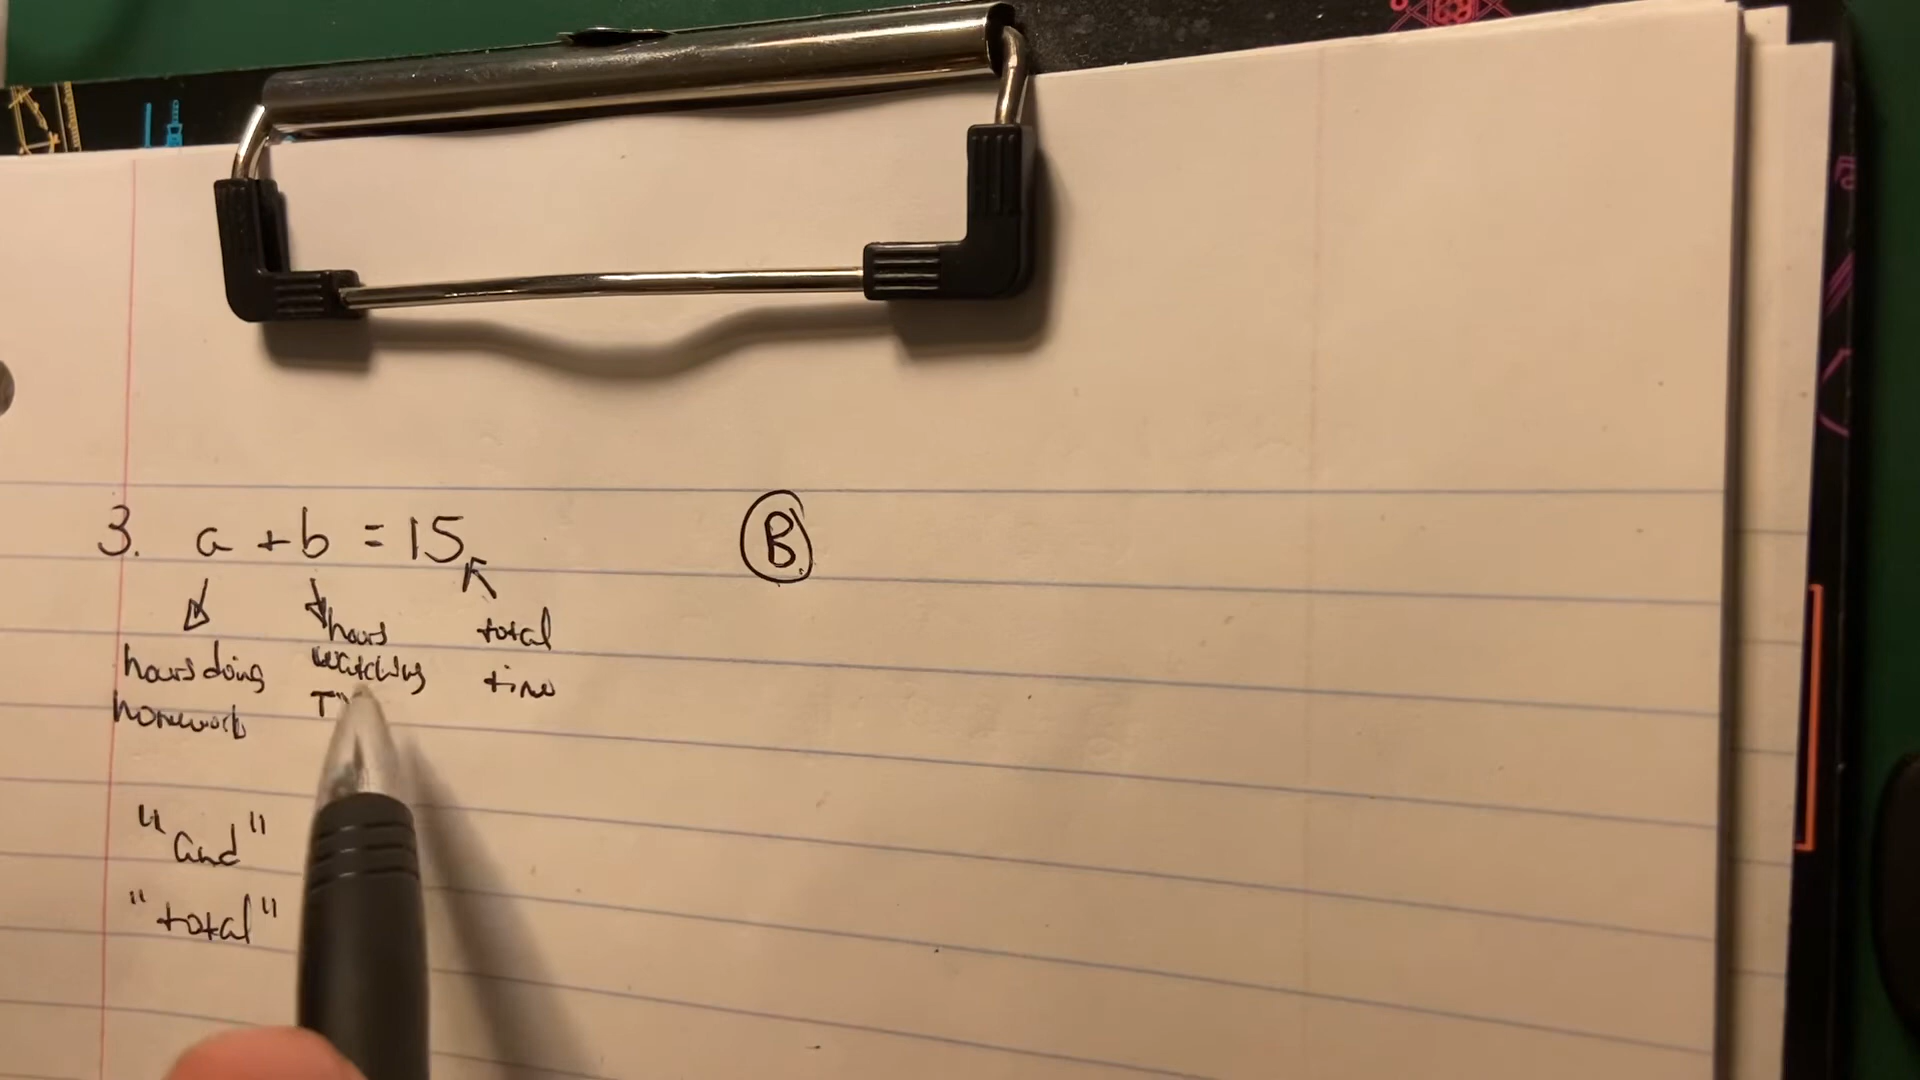 3. a + b = 15 B
hours doing
homework
hours
watching
total
time
"and"
"total"